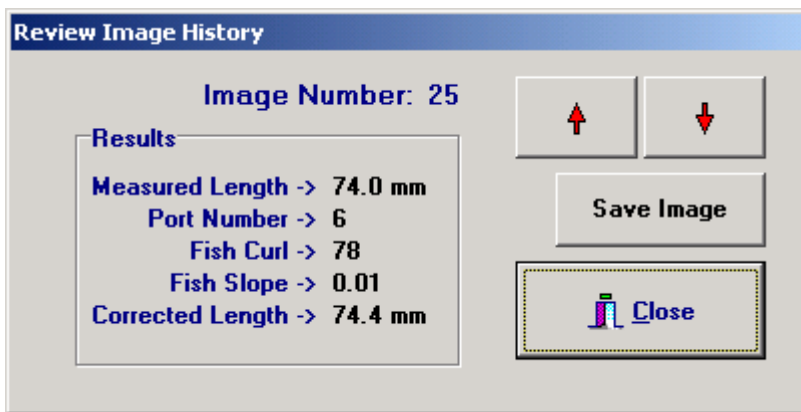 Review Image History
Image Number: 25
Results
Measured Length -> 74.0 mm
Port Number -> 6
Fish Curl -> 78
Fish Slope -> 0.01
Corrected Length -> 74.4 mm
Save Image
Close